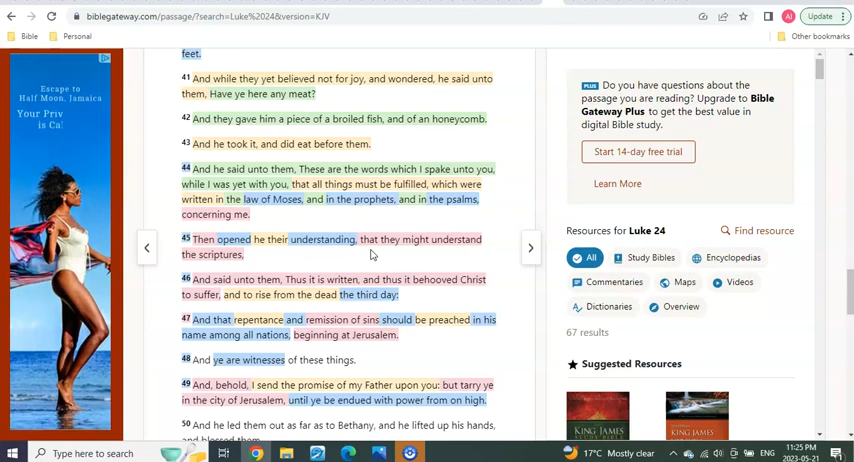 biblegateway.com/passage/?search=Luke%2024&version=KJV
AI
Update
Bible
Personal
Other bookmarks
Escape to
Half Moon, Jamaica
Your Priv
is Ca!
feet.
41 And while they yet believed not for joy, and wondered, he said unto
them, Have ye here any meat?
42 And they gave him a piece of a broiled fish, and of an honeycomb.
43 And he took it, and did eat before them.
44 And he said unto them, These are the words which I spake unto you,
while I was yet with you, that all things must be fulfilled, which were
written in the law of Moses, and in the prophets, and in the psalms,
concerning me.
45 Then opened he their understanding, that they might understand
the scriptures,
46 And said unto them, Thus it is written, and thus it behooved Christ
to suffer, and to rise from the dead the third day:
47 And that repentance and remission of sins should be preached in his
name among all nations, beginning at Jerusalem.
48 And ye are witnesses of these things.
49 And, behold, I send the promise of my Father upon you: but tarry ye
in the city of Jerusalem, until ye be endued with power from on high.
50 And he led them out as far as to Bethany, and he lifted up his hands,
and blessed them.
PLUS Do you have questions about the
passage you are reading? Upgrade to Bible
Gateway Plus to get the best value in
digital Bible study.
Start 14-day free trial
Learn More
Resources for Luke 24
Find resource
All
Study Bibles
Encyclopedias
Commentaries
Maps
Videos
Dictionaries
Overview
67 results
Suggested Resources
KING JAMES
STUDY BIBLE
KING JAMES
Type here to search
17°C Mostly clear
ENG
11:25 PM
2023-05-21